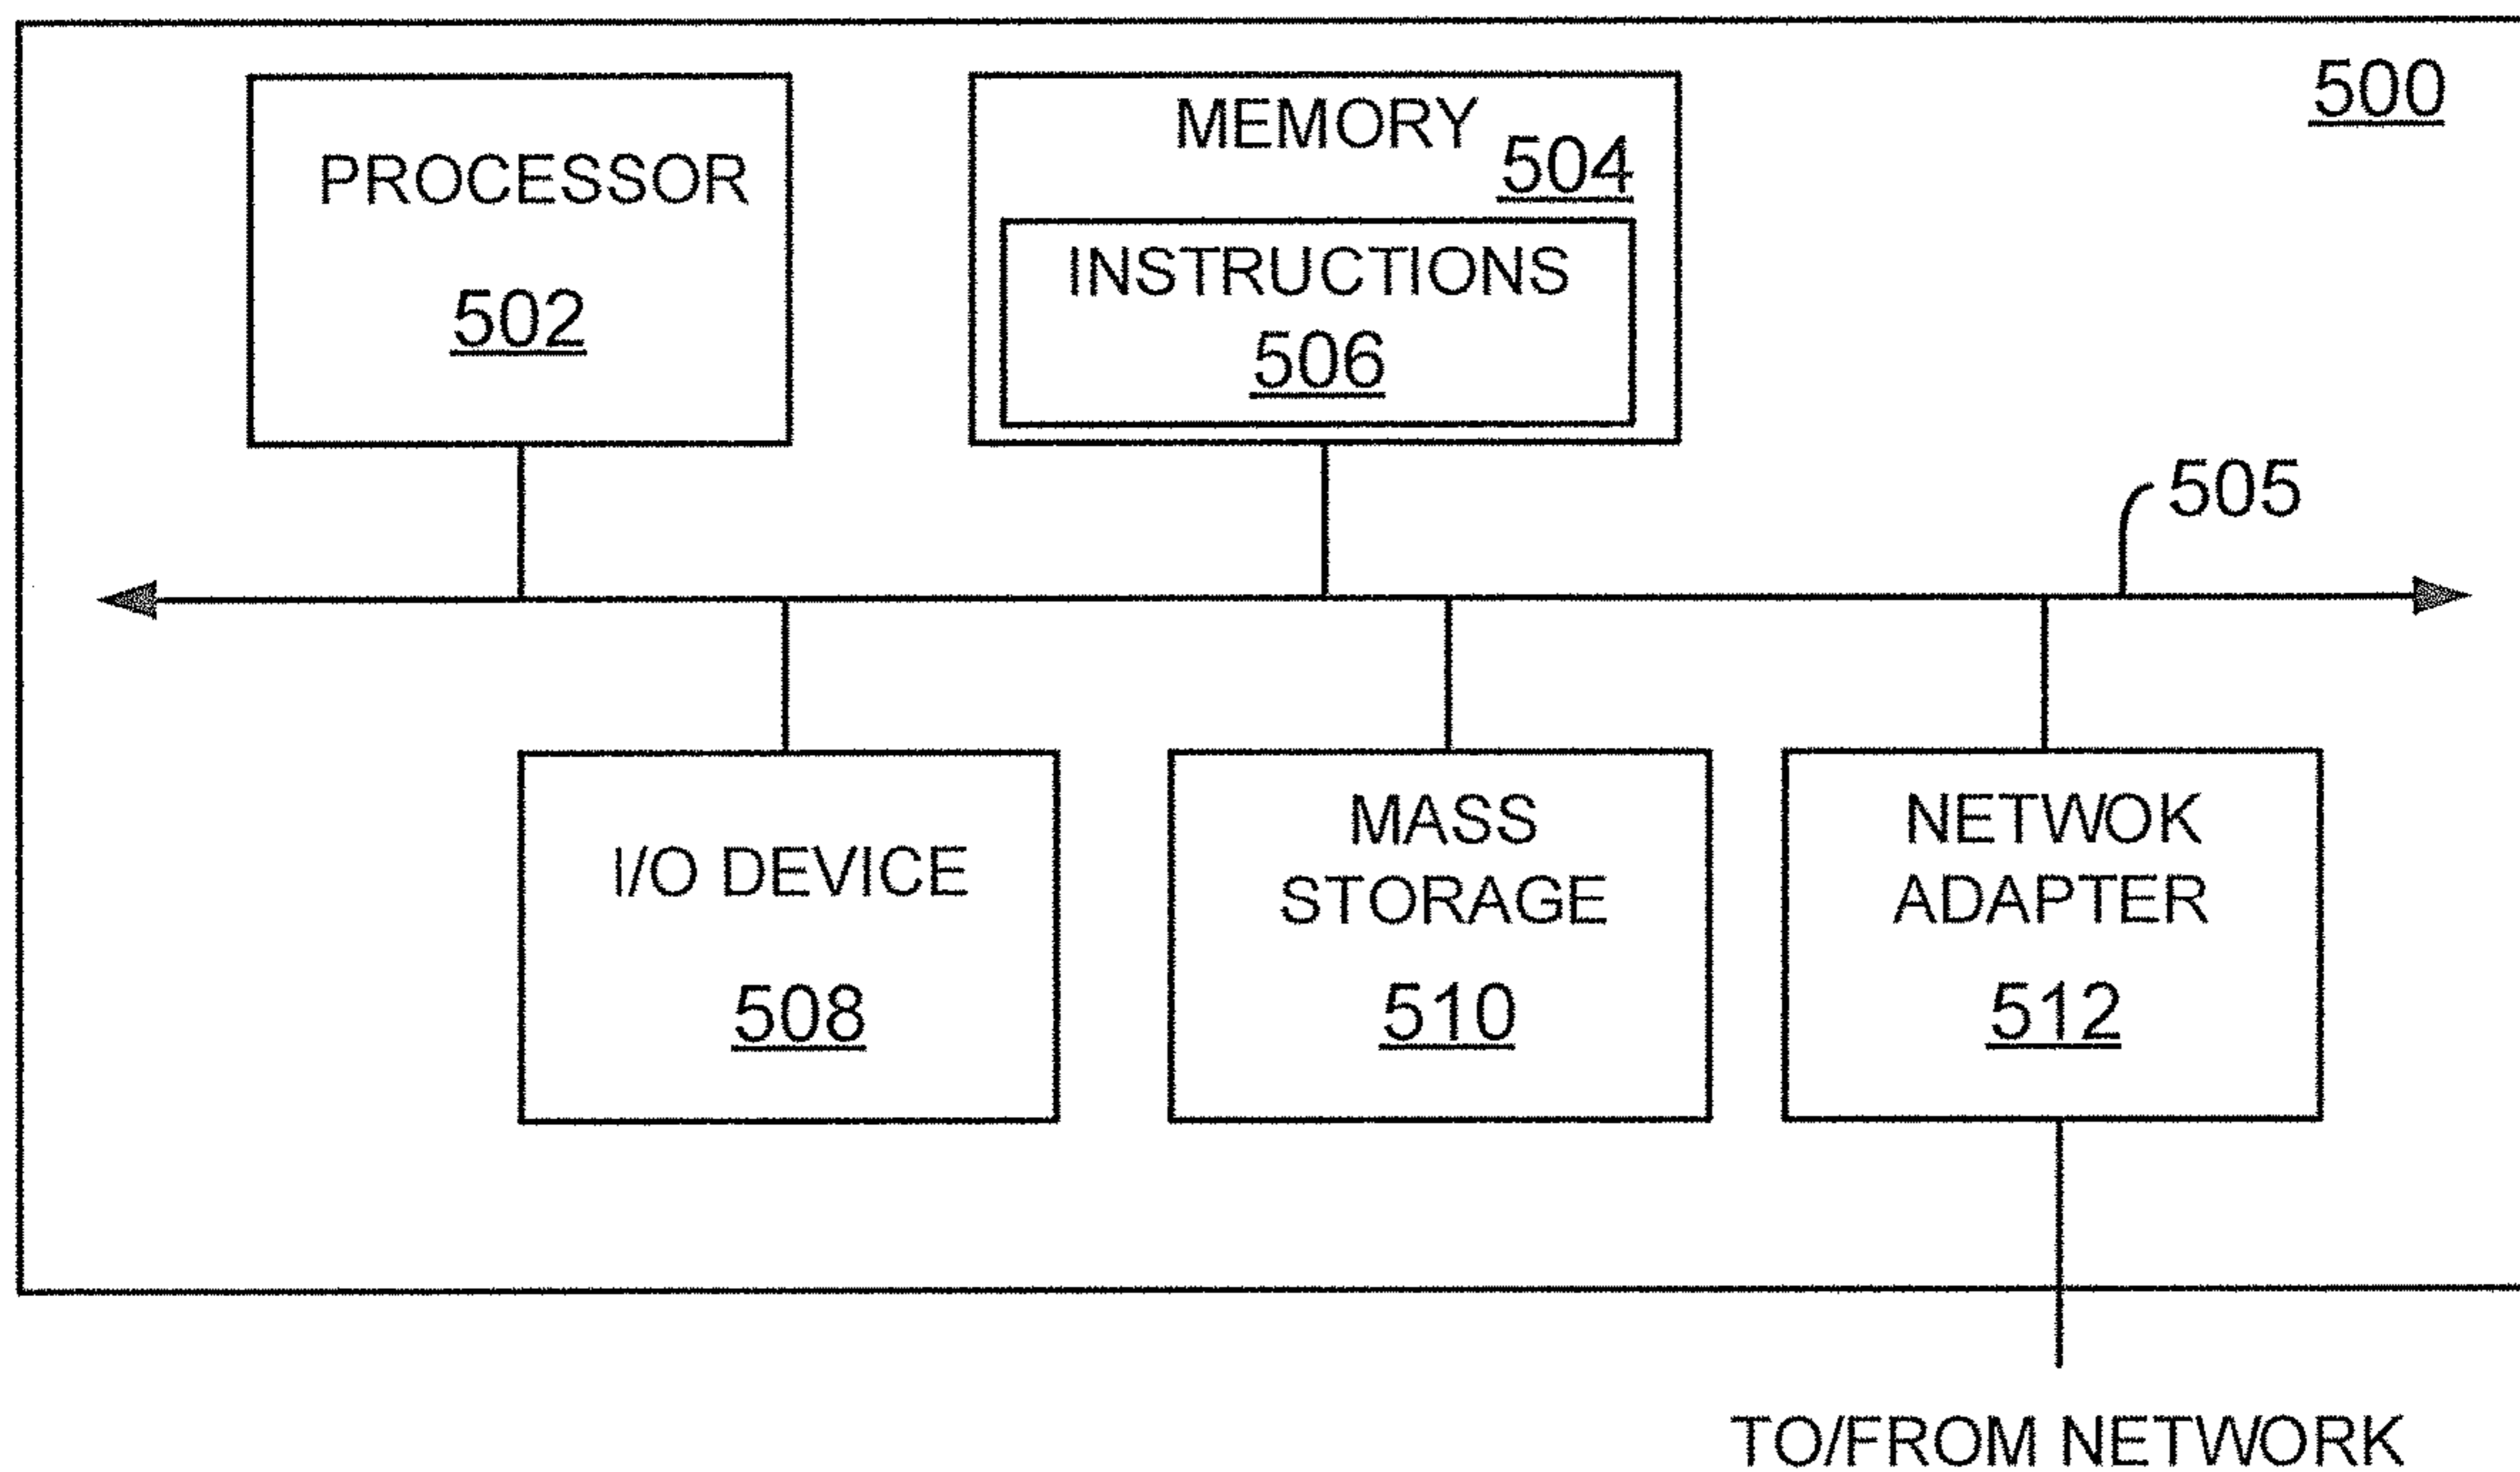 500
PROCESSOR
502
MEMORY
504
INSTRUCTIONS
506
505
I/O DEVICE
508
MASS
STORAGE
510
NETWOK
ADAPTER
512
TO/FROM NETWORK